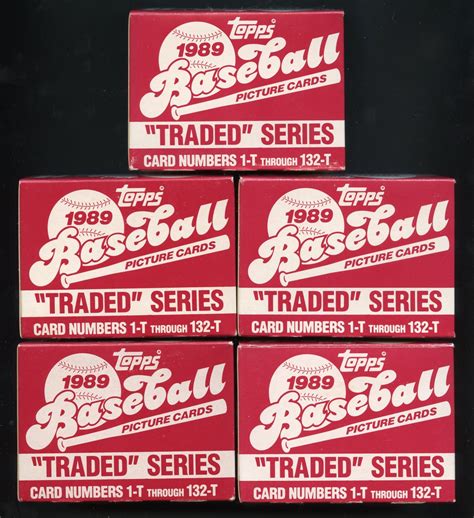 Topps
1989
Baseball
PICTURE CARDS
"TRADED" SERIES
CARD NUMBERS 1-T THROUGH 132-T
Topps
1989
Baseball
PICTURE CARDS
"TRADED" SERIES
CARD NUMBERS 1-T THROUGH 132-T
Topps
1989
Baseball
PICTURE CARDS
"TRADED" SERIES
CARD NUMBERS 1-T THROUGH 132-T
Topps
1989
Baseball
PICTURE CARDS
"TRADED" SERIES
CARD NUMBERS 1-T THROUGH 132-T
Topps
1989
Baseball
PICTURE CARDS
"TRADED" SERIES
CARD NUMBERS 1-T THROUGH 132-T